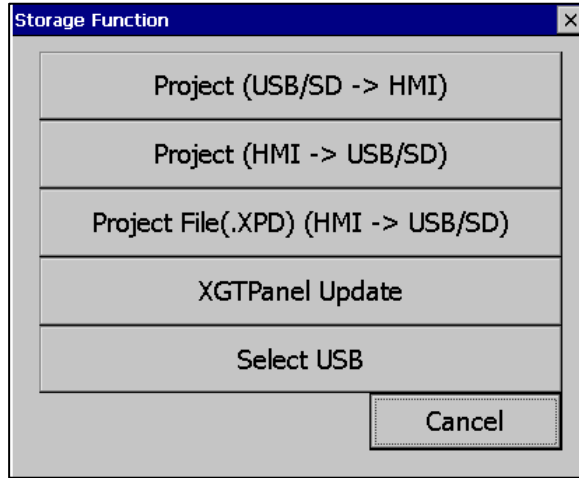 Storage Function
Project (USB/SD -> HMI)
Project (HMI -> USB/SD)
Project File(.XPD) (HMI -> USB/SD)
XGTPanel Update
Select USB
Cancel